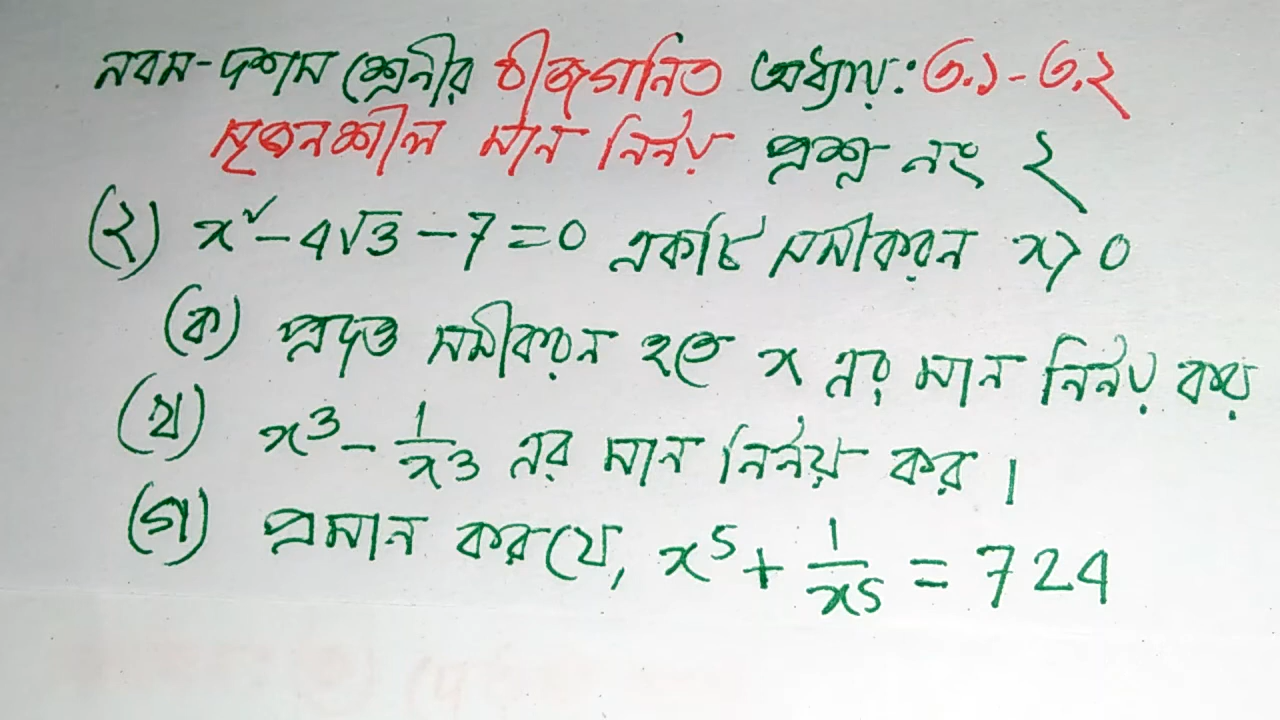 নবম-দশম শ্রেনীর বীজগনিত অধ্যায়: ৩.১-৩.২
সৃজনশীল মান নির্নয় প্রশ্ন নং ২
(২) x²-4√3-7=0 একটি সমীকরন x>0
(ক) প্রদত্ত সমীকরন হতে x এর মান নির্নয় কর
(খ) x³-1/x³ এর মান নির্নয় কর।
(গ) প্রমান কর যে, x⁵+1/x⁵=724